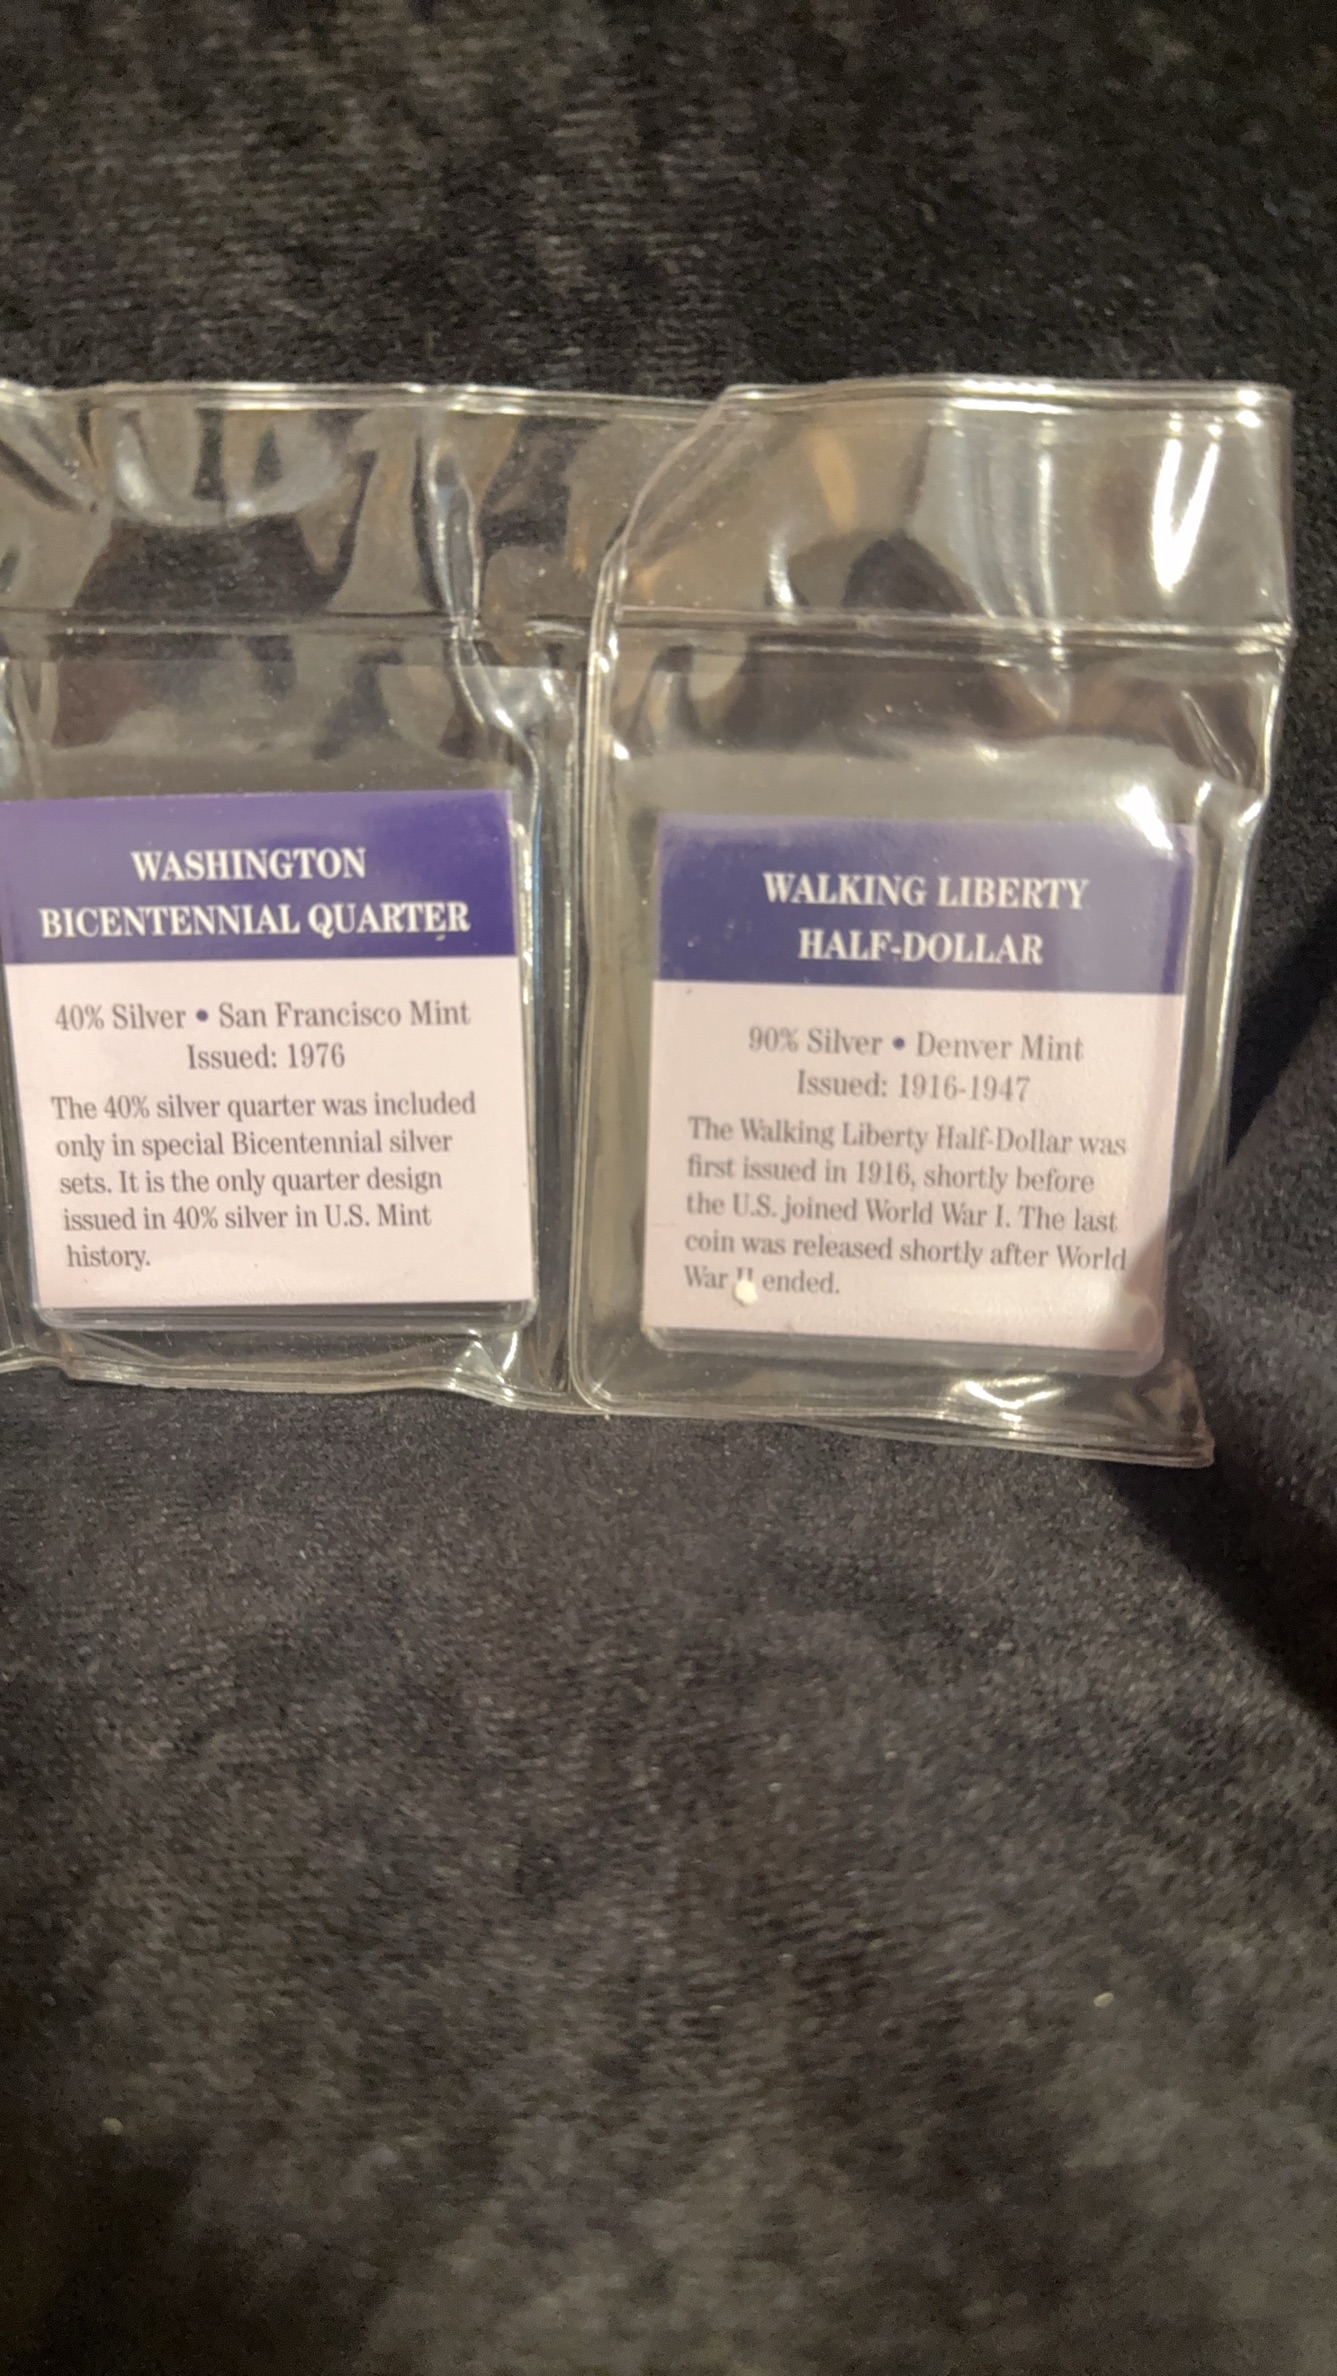 WASHINGTON
BICENTENNIAL QUARTER
40% Silver • San Francisco Mint
Issued: 1976
The 40% silver quarter was included
only in special Bicentennial silver
sets. It is the only quarter design
issued in 40% silver in U.S. Mint
history.
WALKING LIBERTY
HALF-DOLLAR
90% Silver • Denver Mint
Issued: 1916-1947
The Walking Liberty Half-Dollar was
first issued in 1916, shortly before
the U.S. joined World War I. The last
coin was released shortly after World
War II ended.